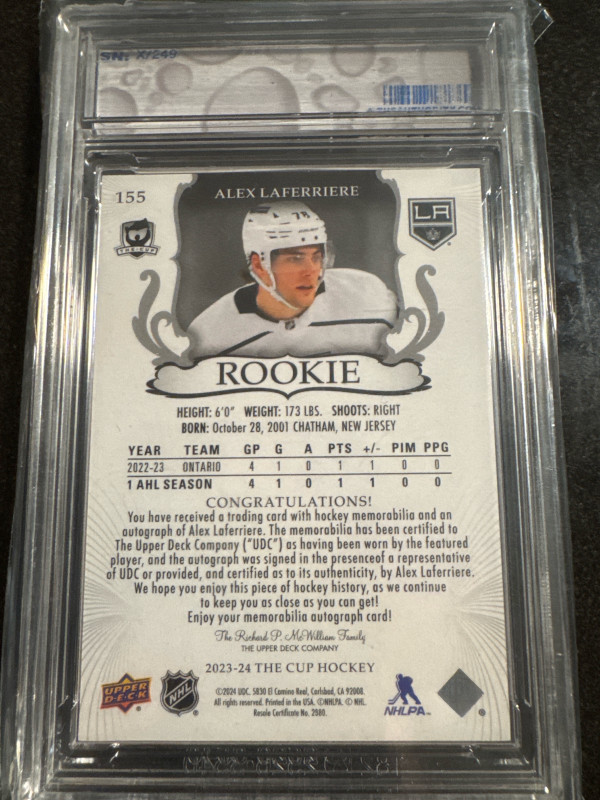 SN: X/249
155
ALEX LAFERRIERE
THE CUP
LA
78
ROOKIE
HEIGHT: 6'0" WEIGHT: 173 LBS. SHOOTS: RIGHT
BORN: October 28, 2001 CHATHAM, NEW JERSEY
YEAR TEAM GP G A PTS +/- PIM PPG
2022-23 ONTARIO 4 1 0 1 1 0 0
1 AHL SEASON 4 1 0 1 1 0 0
CONGRATULATIONS!
You have received a trading card with hockey memorabilia and an
autograph of Alex Laferriere. The memorabilia has been certified to
The Upper Deck Company ("UDC") as having been worn by the featured
player, and the autograph was signed in the presenceof a representative
of UDC or provided, and certified as to its authenticity, by Alex Laferriere.
We hope you enjoy this piece of hockey history, as we continue
to keep you as close as you can get!
Enjoy your memorabilia autograph card!
The Richard P. McWilliam Family
THE UPPER DECK COMPANY
2023-24 THE CUP HOCKEY
UPPER DECK
NHL
©2024 UDC. 5830 El Camino Real, Carlsbad, CA 92008.
All rights reserved. Printed in the USA. ©NHLPA. © NHL.
Resale Certificate No. 2080.
NHLPA